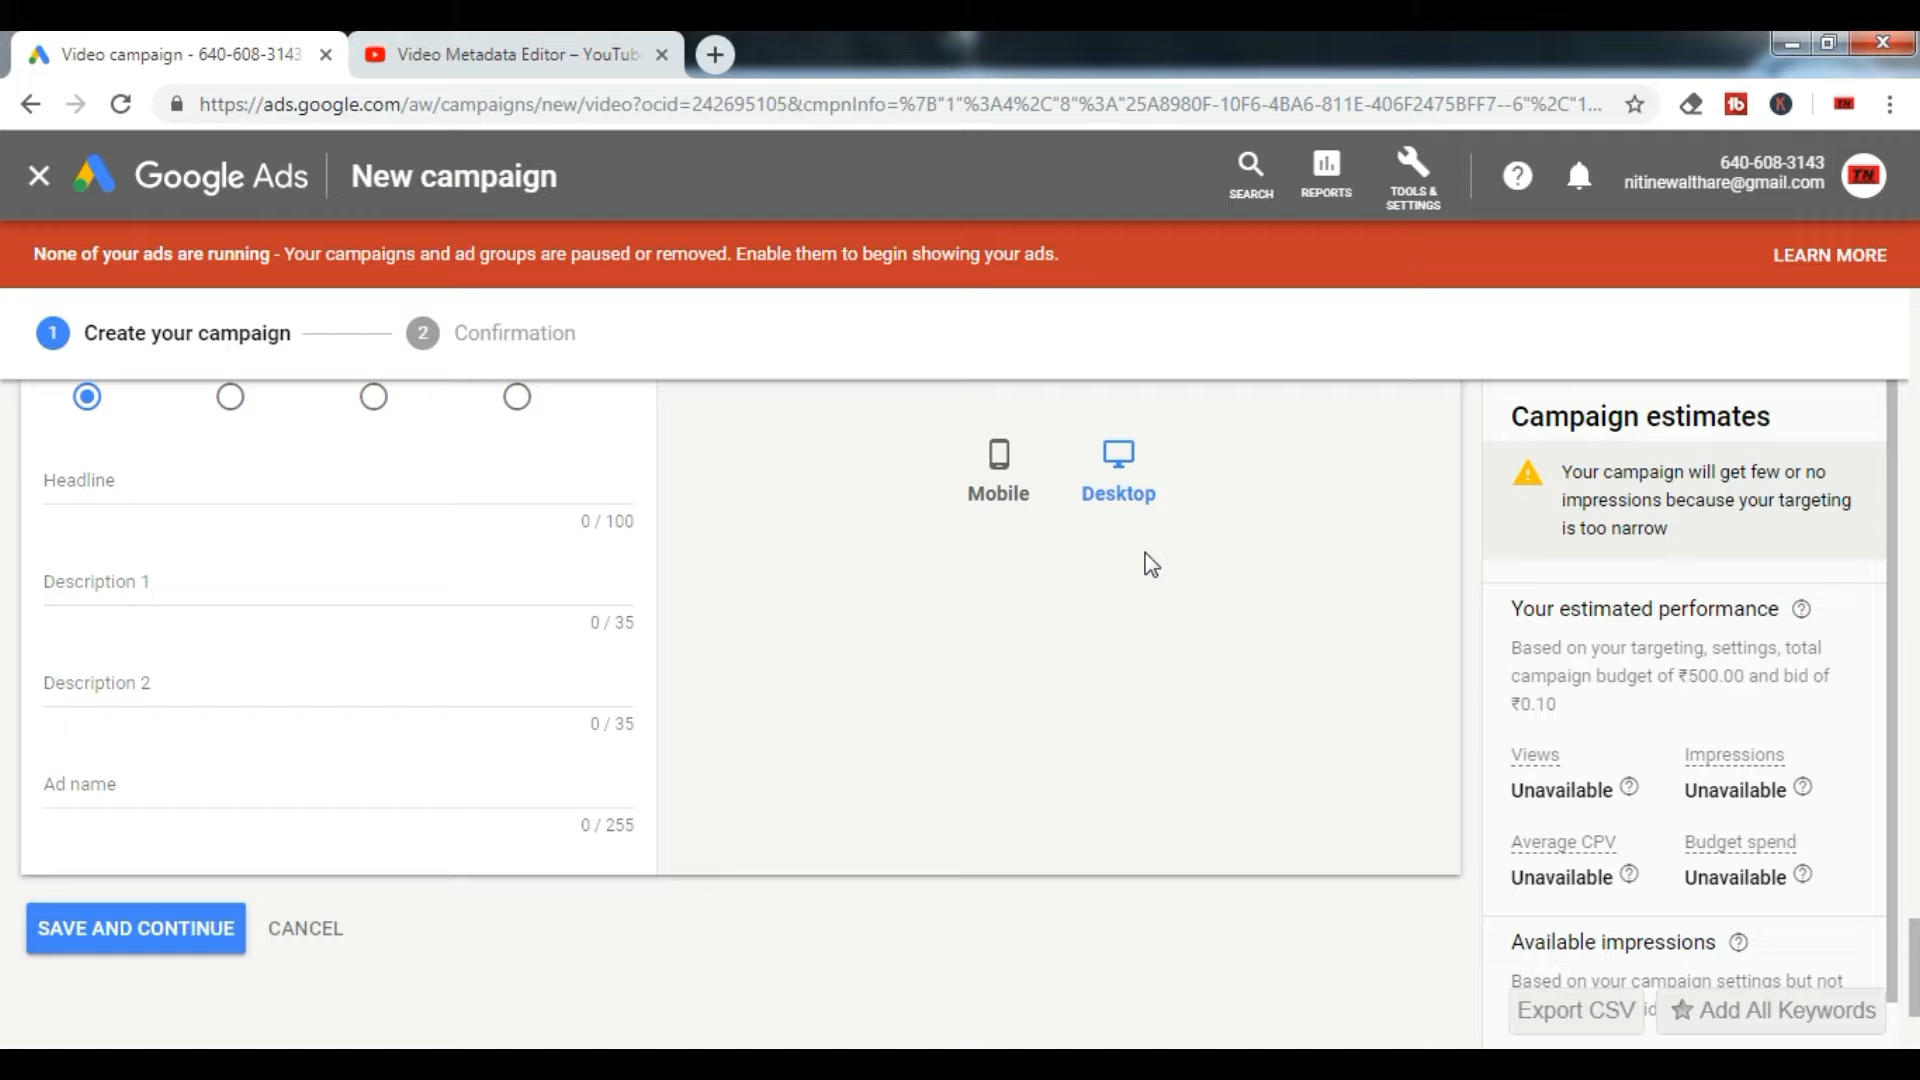 Video campaign - 640-608-3143
Video Metadata Editor – YouTub
https://ads.google.com/aw/campaigns/new/video?ocid=242695105&cmpnInfo=%7B"1"%3A4%2C"8"%3A"25A8980F-10F6-4BA6-811E-406F2475BFF7--6"%2C"1...
Google Ads
New campaign
SEARCH
REPORTS
TOOLS &
SETTINGS
640-608-3143
nitinewalthare@gmail.com
TN
None of your ads are running - Your campaigns and ad groups are paused or removed. Enable them to begin showing your ads.
LEARN MORE
1 Create your campaign
2 Confirmation
Headline
0 / 100
Description 1
0 / 35
Description 2
0 / 35
Ad name
0 / 255
SAVE AND CONTINUE
CANCEL
Mobile
Desktop
Campaign estimates
Your campaign will get few or no
impressions because your targeting
is too narrow
Your estimated performance
Based on your targeting, settings, total
campaign budget of ₹500.00 and bid of
₹0.10
Views
Impressions
Unavailable
Unavailable
Average CPV
Budget spend
Unavailable
Unavailable
Available impressions
Based on your campaign settings but not
Export CSV
Add All Keywords